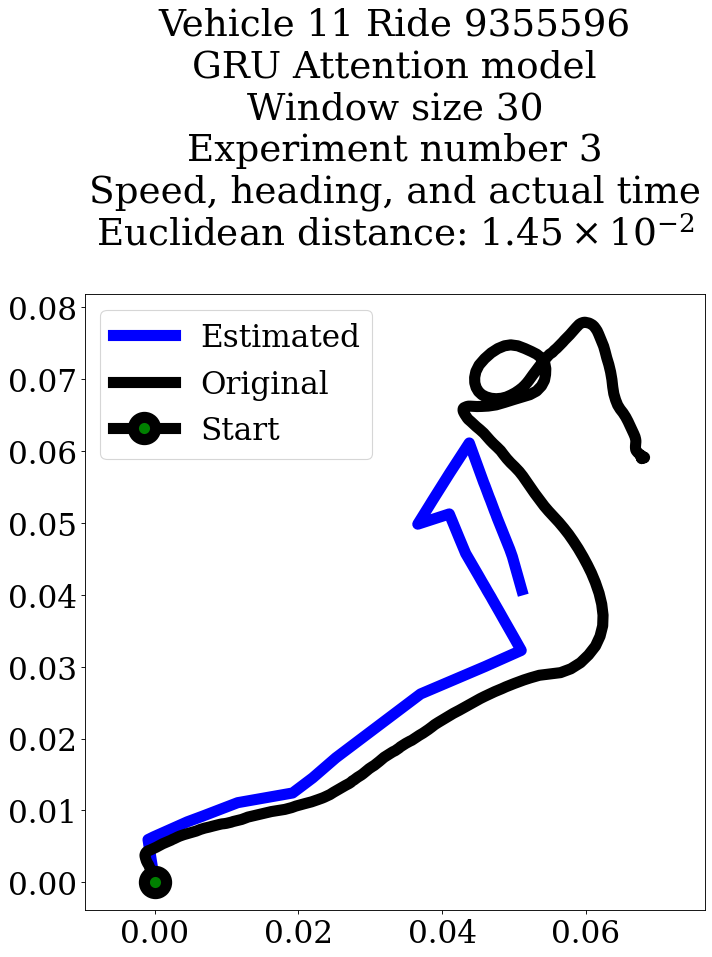 Vehicle 11 Ride 9355596
GRU Attention model
Window size 30
Experiment number 3
Speed, heading, and actual time
Euclidean distance: 1.45 × 10⁻²
0.08
0.07
0.06
0.05
0.04
0.03
0.02
0.01
0.00
Estimated
Original
Start
0.00 0.02 0.04 0.06